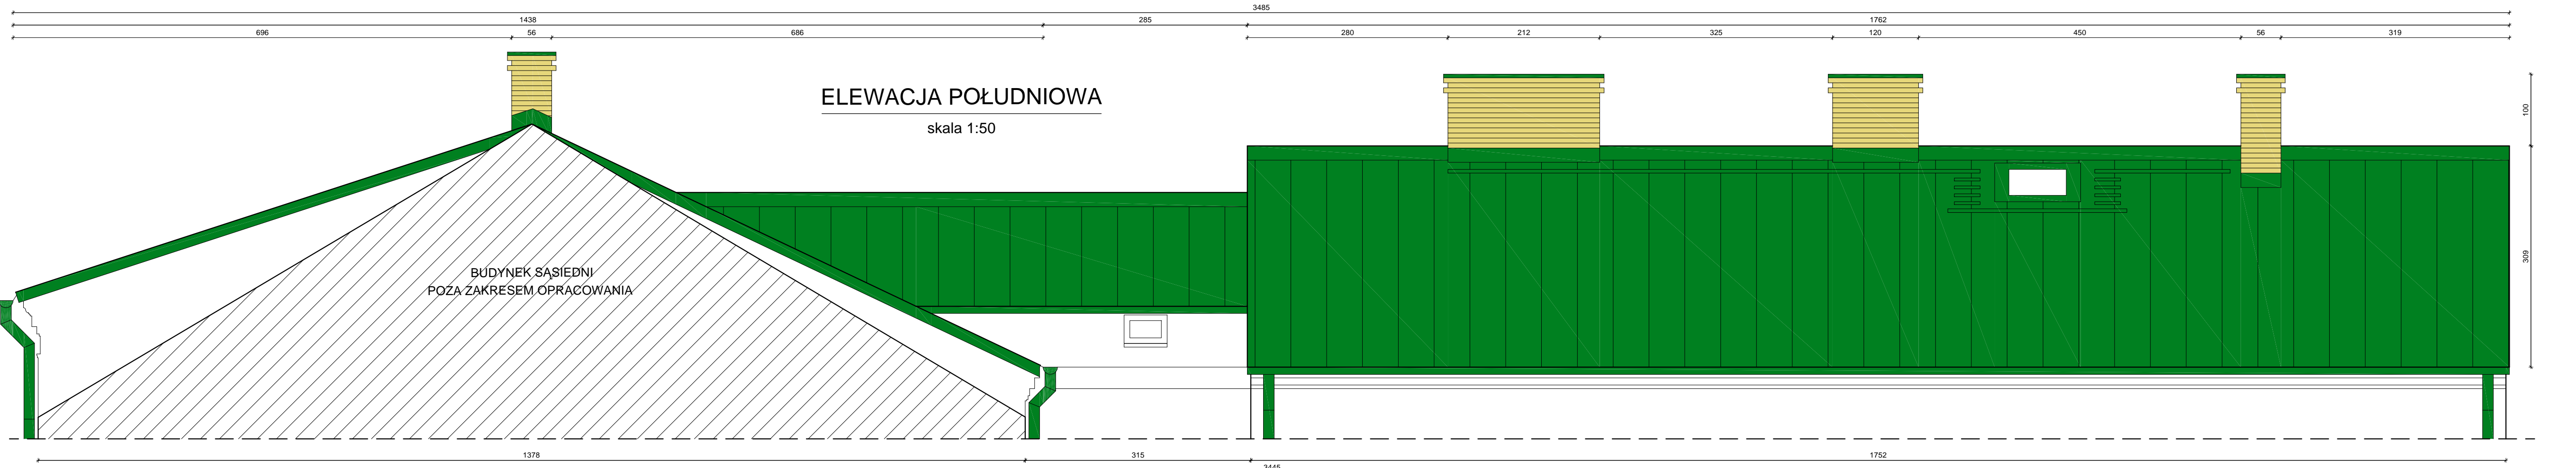 3485
1438 285 1762
696 56 686 280 212 325 120 450 56 319
ELEWACJA POŁUDNIOWA
skala 1:50
100
309
BUDYNEK SĄSIEDNI
POZA ZAKRESEM OPRACOWANIA
1378 315 1752
3445